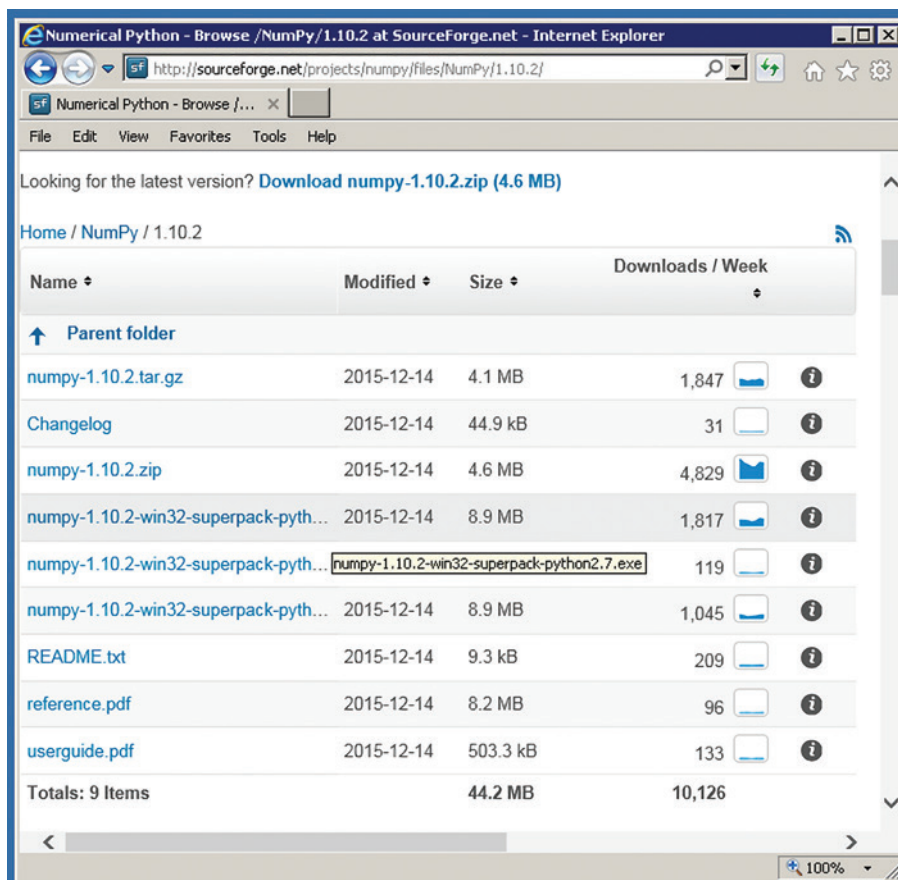 Numerical Python - Browse /NumPy/1.10.2 at SourceForge.net - Internet Explorer
sf http://sourceforge.net/projects/numpy/files/NumPy/1.10.2/
sf Numerical Python - Browse /...
File Edit View Favorites Tools Help
Looking for the latest version? Download numpy-1.10.2.zip (4.6 MB)
Home / NumPy / 1.10.2
Name Modified Size Downloads / Week
Parent folder
numpy-1.10.2.tar.gz 2015-12-14 4.1 MB 1,847
Changelog 2015-12-14 44.9 kB 31
numpy-1.10.2.zip 2015-12-14 4.6 MB 4,829
numpy-1.10.2-win32-superpack-pyth... 2015-12-14 8.9 MB 1,817
numpy-1.10.2-win32-superpack-pyth... numpy-1.10.2-win32-superpack-python2.7.exe 119
numpy-1.10.2-win32-superpack-pyth... 2015-12-14 8.9 MB 1,045
README.txt 2015-12-14 9.3 kB 209
reference.pdf 2015-12-14 8.2 MB 96
userguide.pdf 2015-12-14 503.3 kB 133
Totals: 9 Items 44.2 MB 10,126
100%